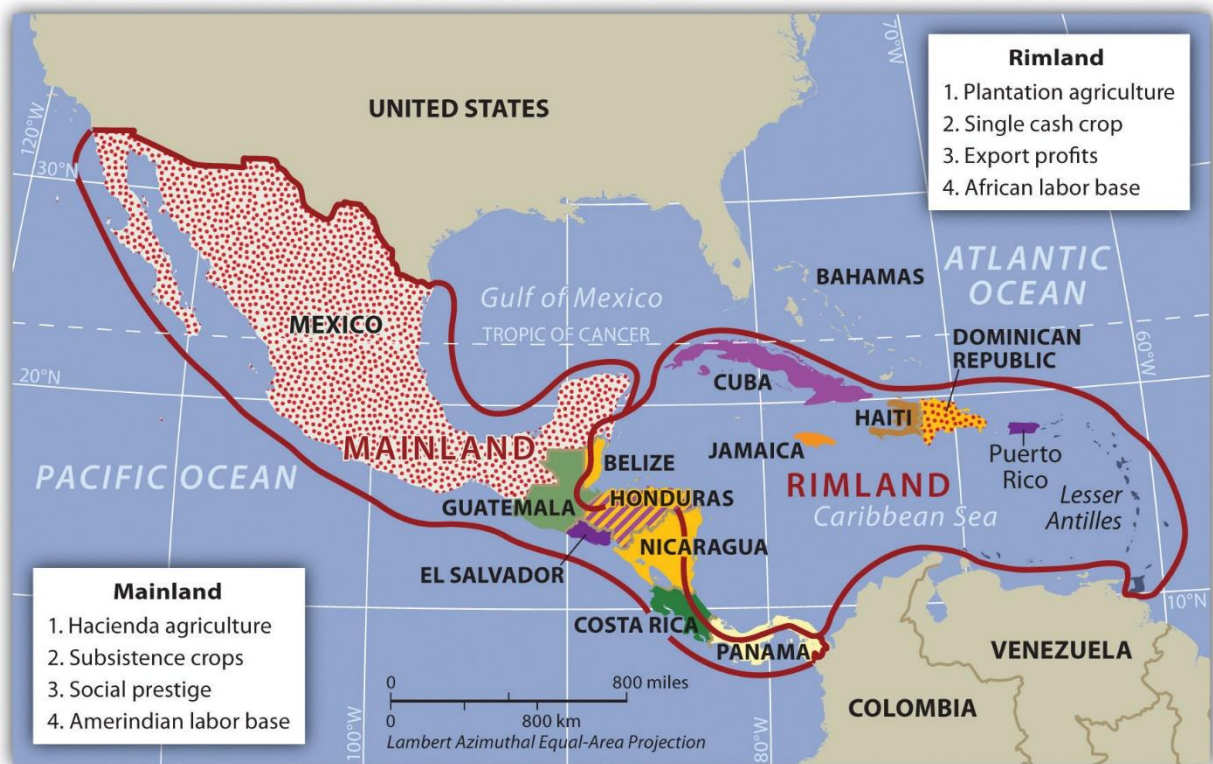 120°W
30°N
20°N
UNITED STATES
70°W
Rimland
1. Plantation agriculture
2. Single cash crop
3. Export profits
4. African labor base
BAHAMAS
ATLANTIC
OCEAN
Gulf of Mexico
TROPIC OF CANCER
MEXICO
DOMINICAN
REPUBLIC
60°W
CUBA
HAITI
MAINLAND
JAMAICA
Puerto
Rico
PACIFIC OCEAN
BELIZE
RIMLAND
Lesser
Antilles
GUATEMALA
HONDURAS
Caribbean Sea
NICARAGUA
EL SALVADOR
10°N
Mainland
1. Hacienda agriculture
2. Subsistence crops
3. Social prestige
4. Amerindian labor base
COSTA RICA
PANAMA
VENEZUELA
COLOMBIA
0 800 miles
0 800 km
Lambert Azimuthal Equal-Area Projection
100°W
80°W